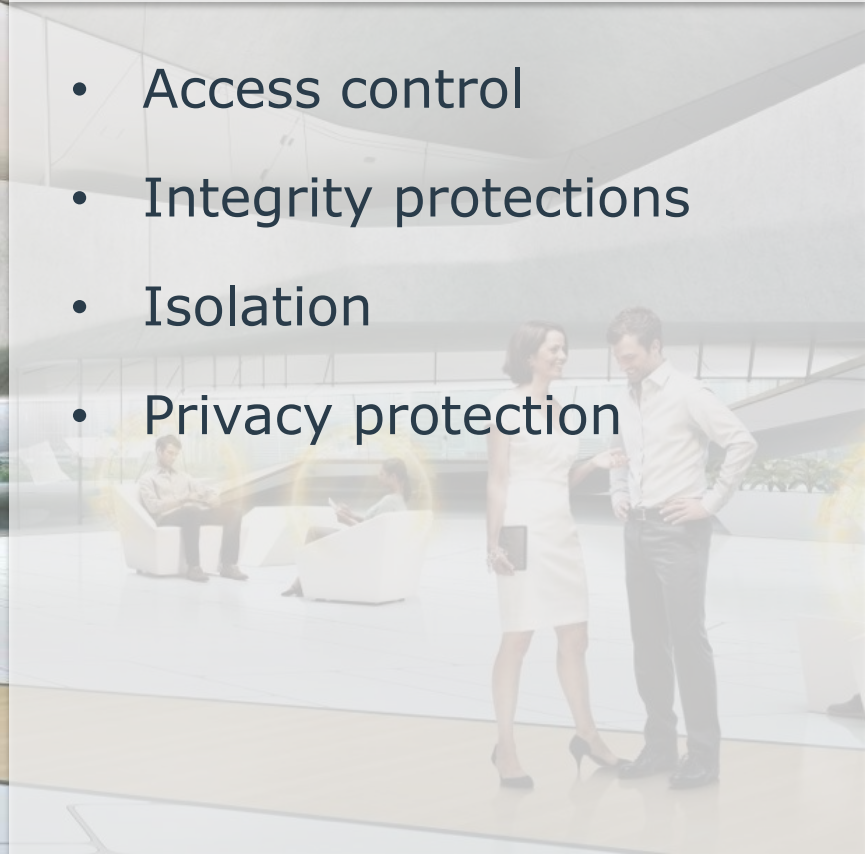 • Access control
• Integrity protections
• Isolation
• Privacy protection